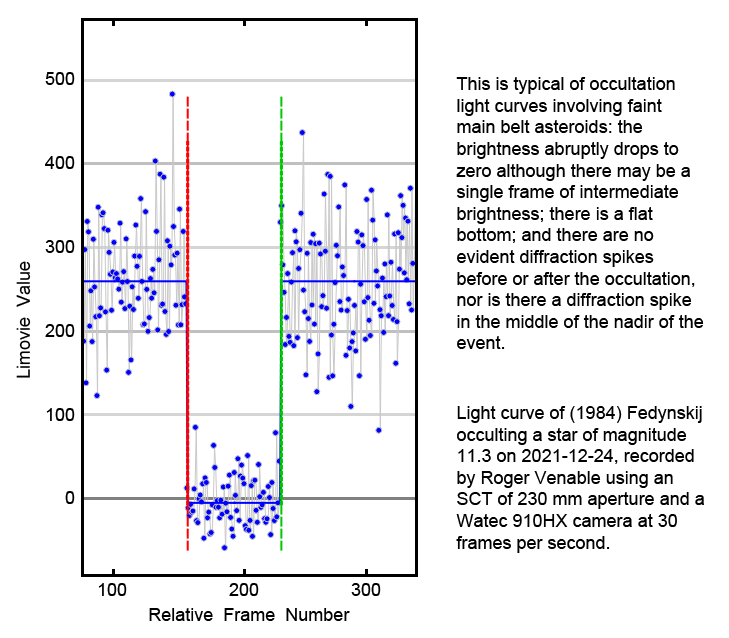 This is typical of occultation
light curves involving faint
main belt asteroids: the
brightness abruptly drops to
zero although there may be a
single frame of intermediate
brightness; there is a flat
bottom; and there are no
evident diffraction spikes
before or after the occultation,
nor is there a diffraction spike
in the middle of the nadir of the
event.
Light curve of (1984) Fedynskij
occulting a star of magnitude
11.3 on 2021-12-24, recorded
by Roger Venable using an
SCT of 230 mm aperture and a
Watec 910HX camera at 30
frames per second.
Limovie Value
500
400
300
200
100
0
100 200 300
Relative Frame Number